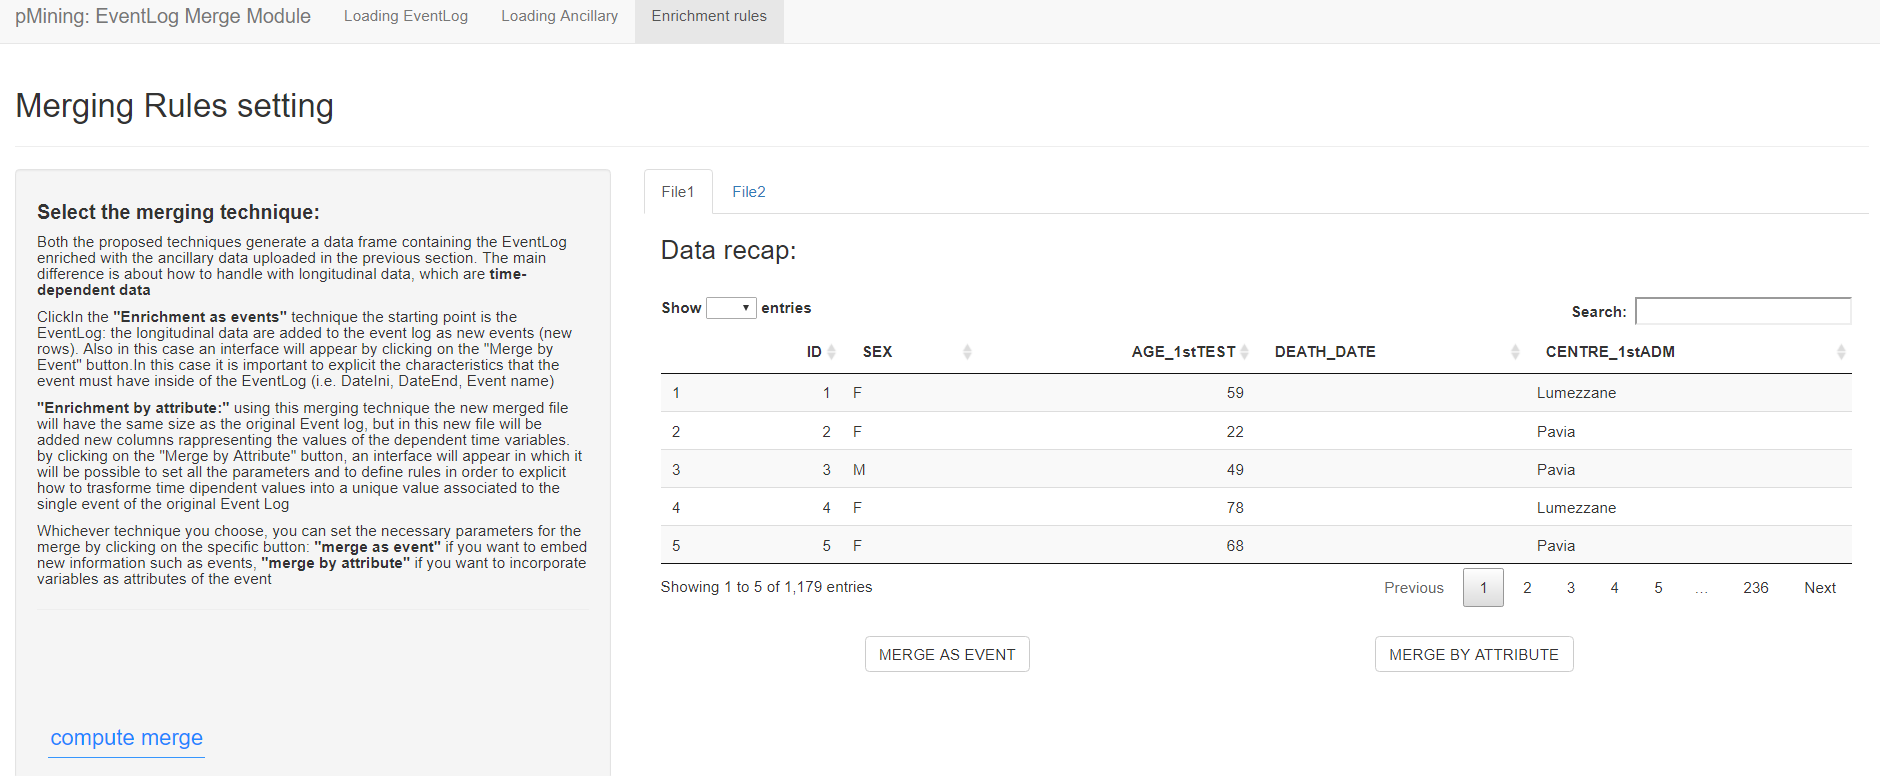 pMining: EventLog Merge Module Loading EventLog Loading Ancillary Enrichment rules
Merging Rules setting
Select the merging technique:
Both the proposed techniques generate a data frame containing the EventLog
enriched with the ancillary data uploaded in the previous section. The main
difference is about how to handle with longitudinal data, which are time-
dependent data
ClickIn the "Enrichment as events" technique the starting point is the
EventLog: the longitudinal data are added to the event log as new events (new
rows). Also in this case an interface will appear by clicking on the "Merge by
Event" button.In this case it is important to explicit the characteristics that the
event must have inside of the EventLog (i.e. DateIni, DateEnd, Event name)
"Enrichment by attribute:" using this merging technique the new merged file
will have the same size as the original Event log, but in this new file will be
added new columns rappresenting the values of the dependent time variables.
by clicking on the "Merge by Attribute" button, an interface will appear in which it
will be possible to set all the parameters and to define rules in order to explicit
how to trasforme time dipendent values into a unique value associated to the
single event of the original Event Log
Whichever technique you choose, you can set the necessary parameters for the
merge by clicking on the specific button: "merge as event" if you want to embed
new information such as events, "merge by attribute" if you want to incorporate
variables as attributes of the event
compute merge
File1 File2
Data recap:
Show entries Search:
ID SEX AGE_1stTEST DEATH_DATE CENTRE_1stADM
1 1 F 59 Lumezzane
2 2 F 22 Pavia
3 3 M 49 Pavia
4 4 F 78 Lumezzane
5 5 F 68 Pavia
Showing 1 to 5 of 1,179 entries Previous 1 2 3 4 5 … 236 Next
MERGE AS EVENT MERGE BY ATTRIBUTE